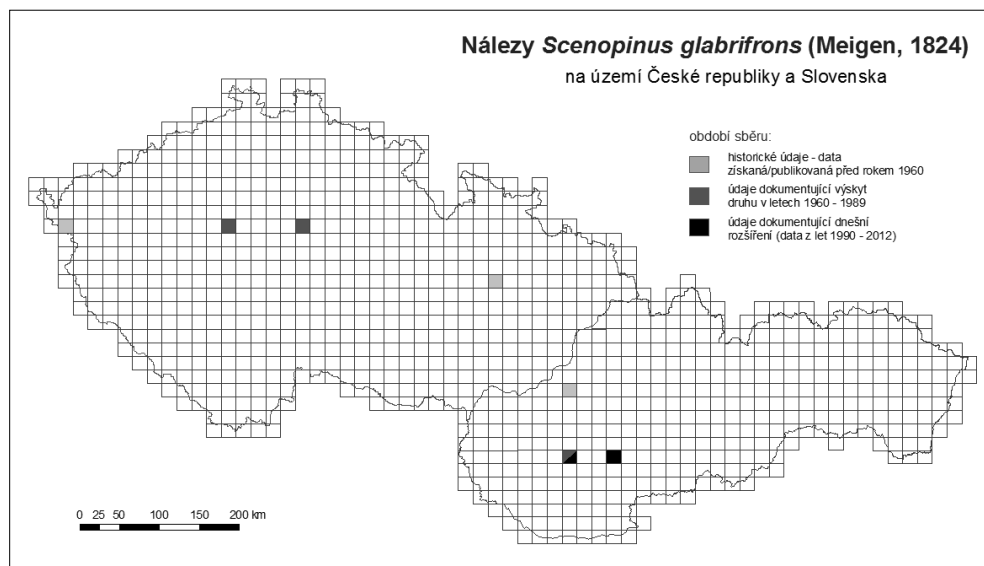 Nálezy Scenopinus glabrifrons (Meigen, 1824)
na území České republiky a Slovenska
období sběru:
historické údaje - data
získaná/publikovaná před rokem 1960
údaje dokumentující výskyt
druhu v letech 1960 - 1989
údaje dokumentující dnešní
rozšíření (data z let 1990 - 2012)
0 25 50 100 150 200 km